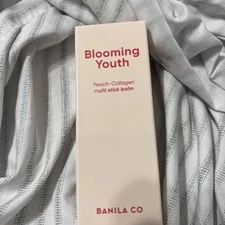 Blooming
Youth
Peach-Collagen
multi stick balm
BANILA CO